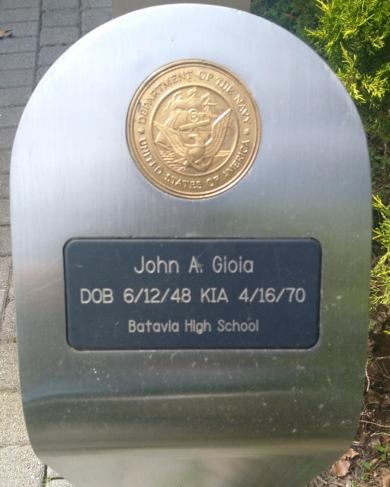 DEPARTMENT OF THE NAVY
UNITED STATES OF AMERICA
John A. Gioia
DOB 6/12/48 KIA 4/16/70
Batavia High School